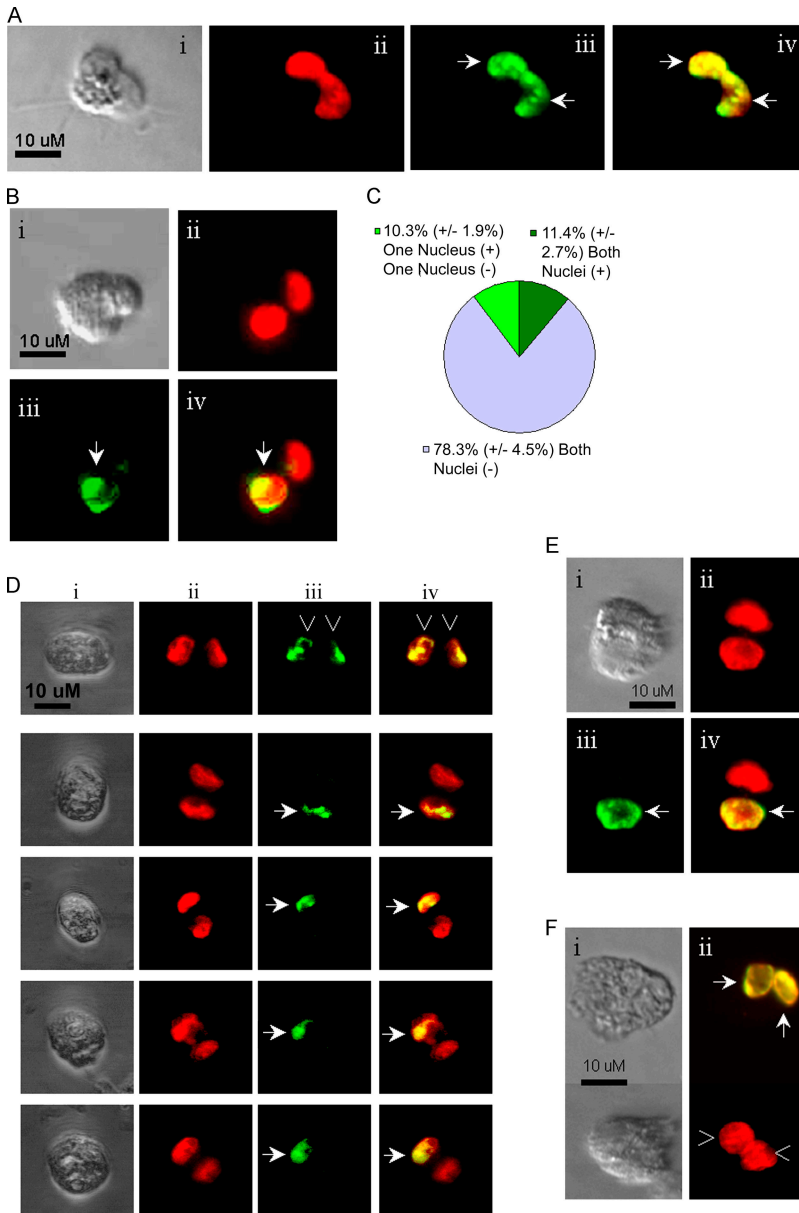 A
i
ii
iii
iv
10 uM
B
i
ii
10 uM
iii
iv
C
10.3% (+/- 1.9%)
One Nucleus (+)
One Nucleus (-)
11.4% (+/-
2.7%) Both
Nuclei (+)
78.3% (+/- 4.5%) Both
Nuclei (-)
D
i
ii
iii
iv
10 uM
E
i
ii
10 uM
iii
iv
F
i
ii
10 uM